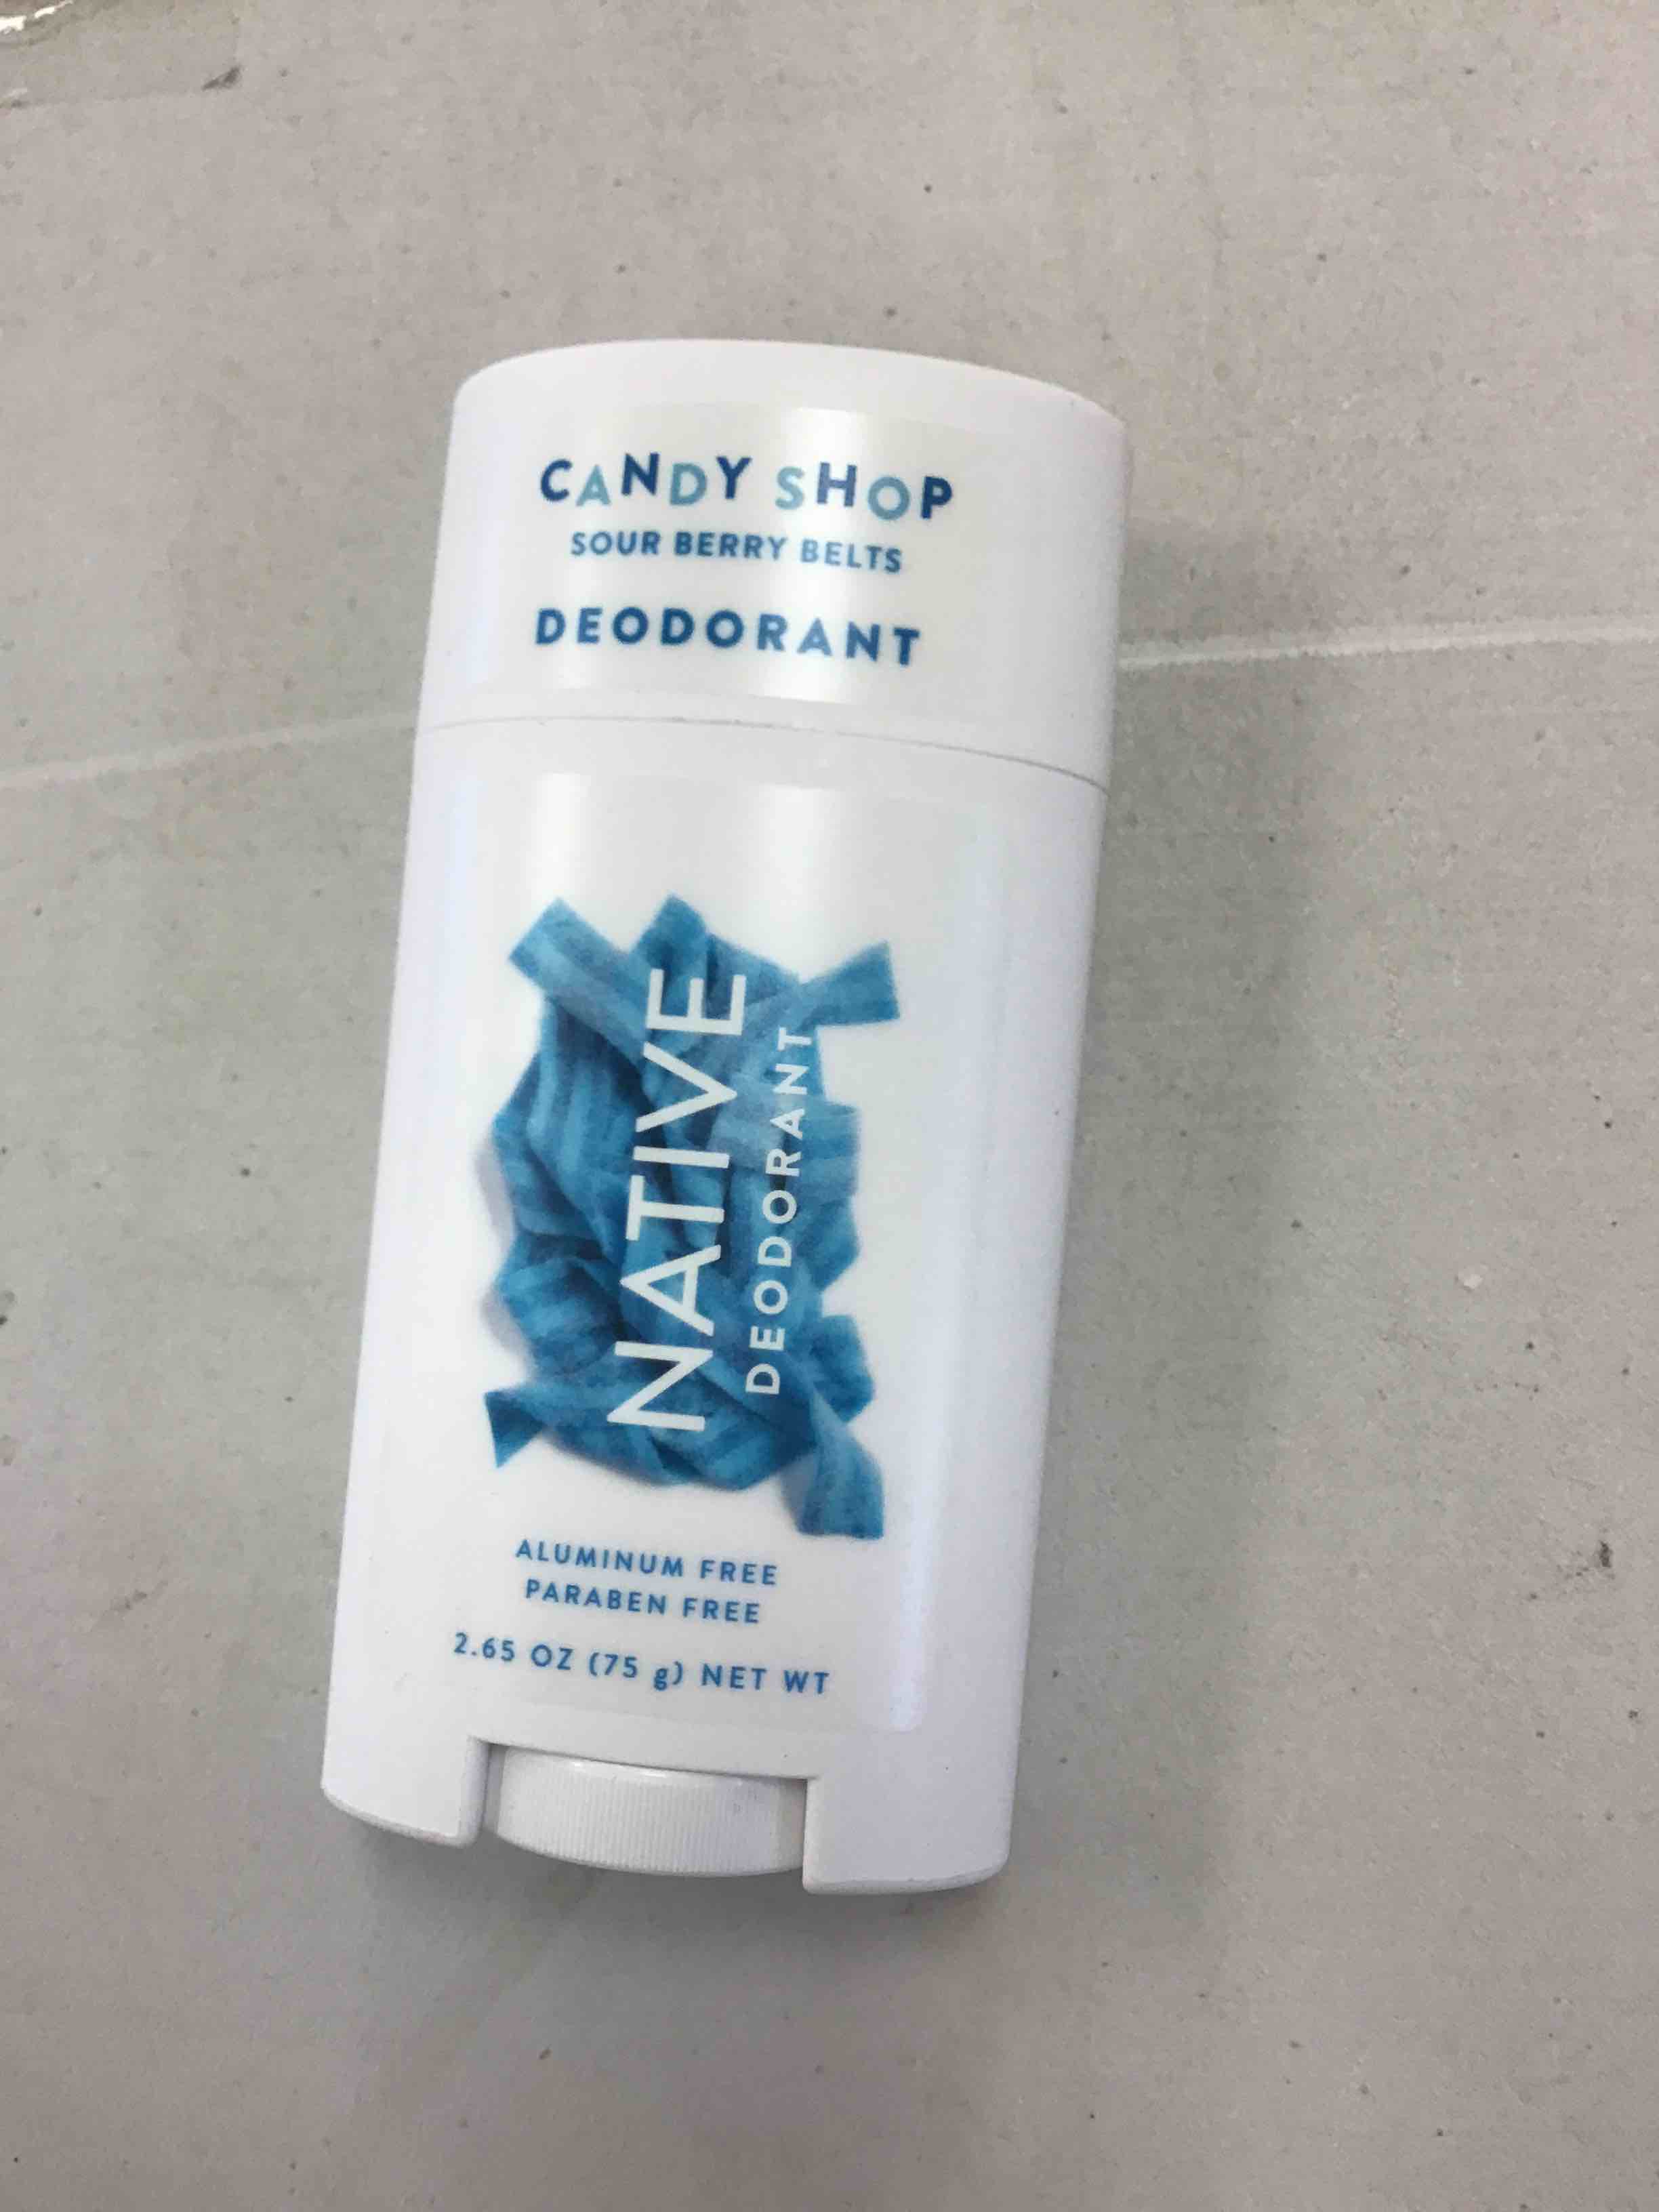 CANDY SHOP
SOUR BERRY BELTS
DEODORANT
NATIVE
DEODORANT
ALUMINUM FREE
PARABEN FREE
2.65 OZ (75 g) NET WT